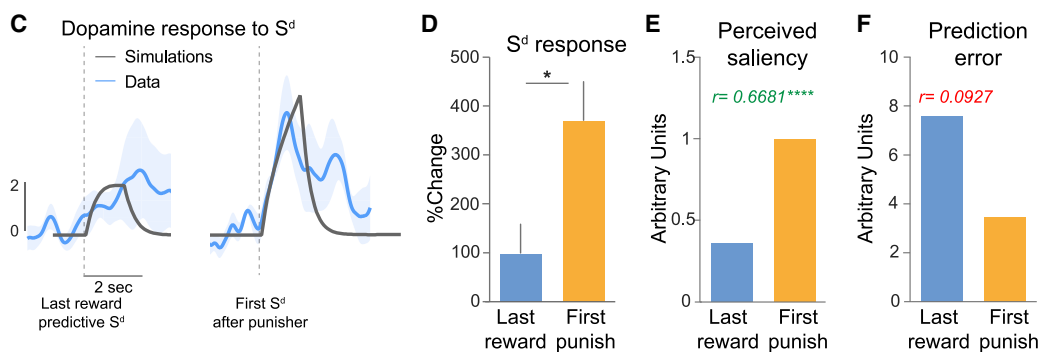 C
Dopamine response to Sᵈ
Simulations
Data
2
0
2 sec
Last reward
predictive Sᵈ
First Sᵈ
after punisher
D
Sᵈ response
%Change
500
400
300
200
100
0
*
Last
reward
First
punish
E
Perceived
saliency
Arbitrary Units
1.5
1
0.5
0
r= 0.6681****
Last
reward
First
punish
F
Prediction
error
Arbitrary Units
10
8
6
4
2
0
r= 0.0927
Last
reward
First
punish